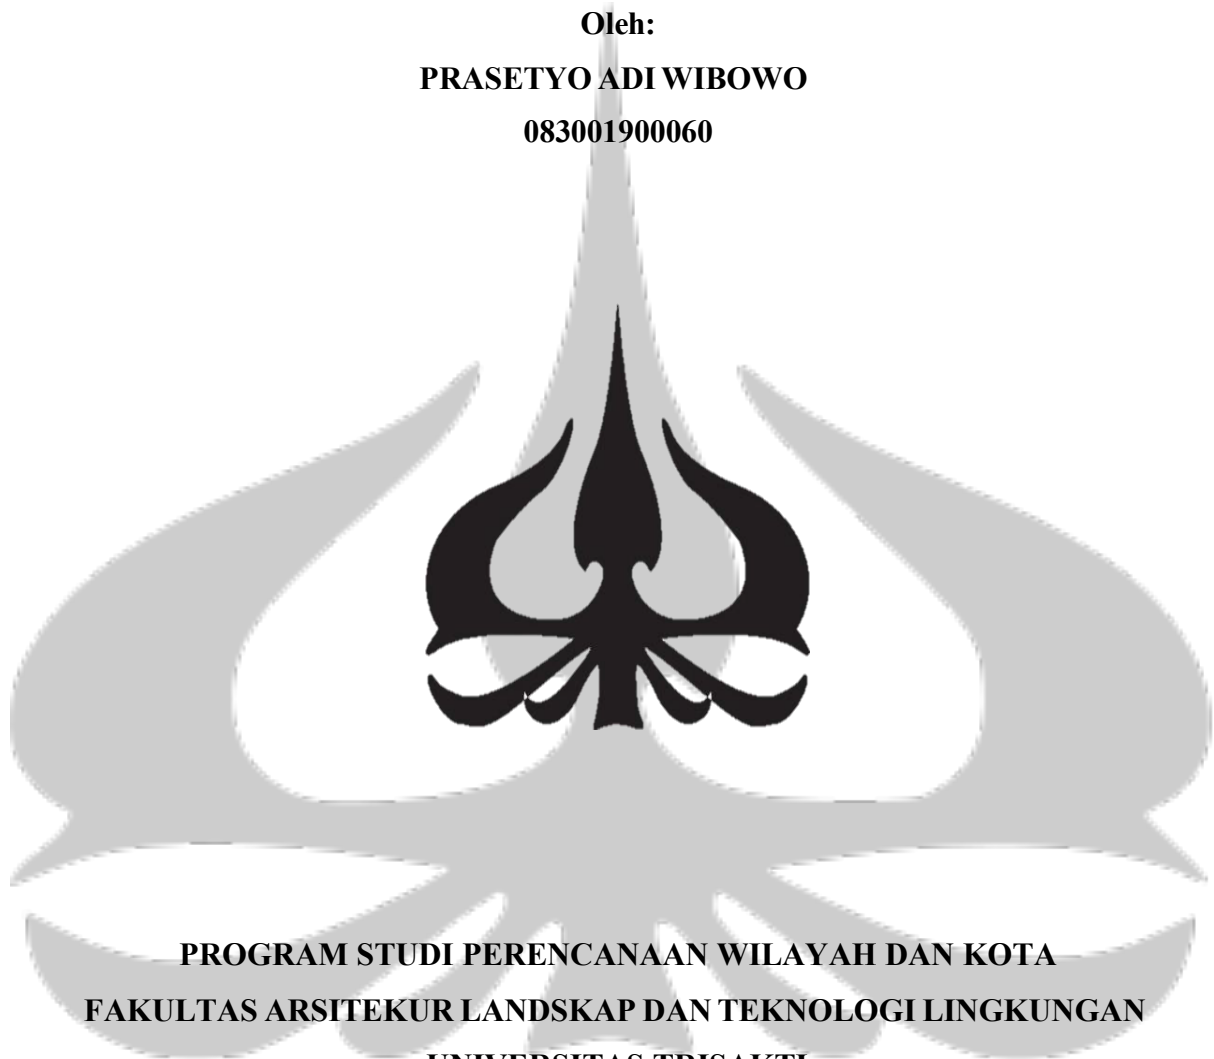 Oleh:
PRASETYO ADI WIBOWO
083001900060
PROGRAM STUDI PERENCANAAN WILAYAH DAN KOTA
FAKULTAS ARSITEKUR LANDSKAP DAN TEKNOLOGI LINGKUNGAN
UNIVERSITAS TRISAKTI